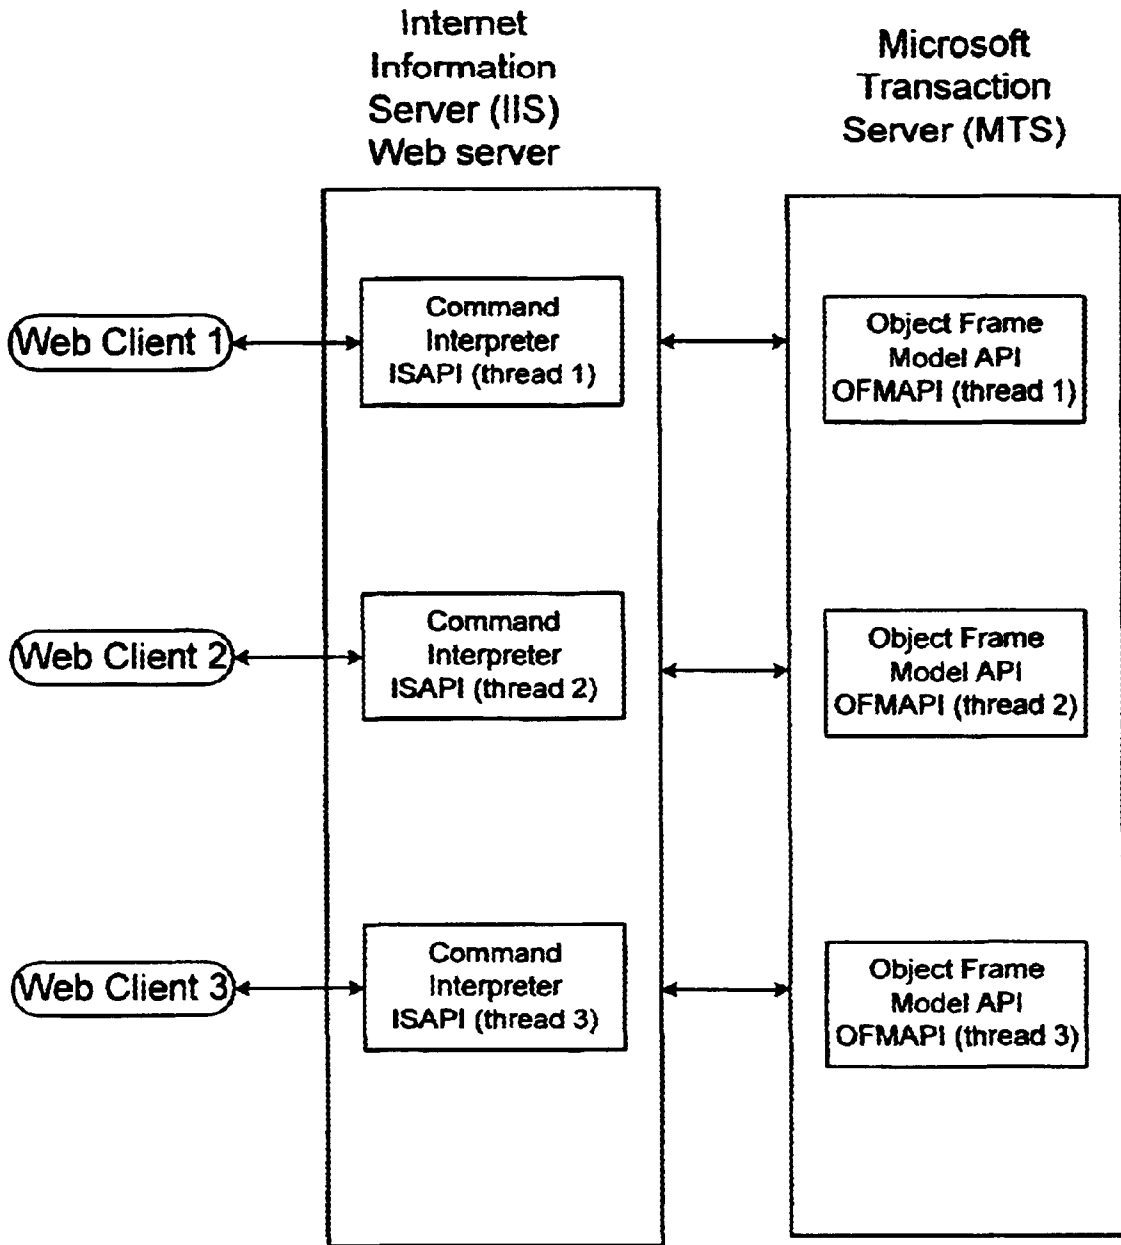 Internet
Information
Server (IIS)
Web server
Microsoft
Transaction
Server (MTS)
Web Client 1
Command
Interpreter
ISAPI (thread 1)
Object Frame
Model API
OFMAPI (thread 1)
Web Client 2
Command
Interpreter
ISAPI (thread 2)
Object Frame
Model API
OFMAPI (thread 2)
Web Client 3
Command
Interpreter
ISAPI (thread 3)
Object Frame
Model API
OFMAPI (thread 3)